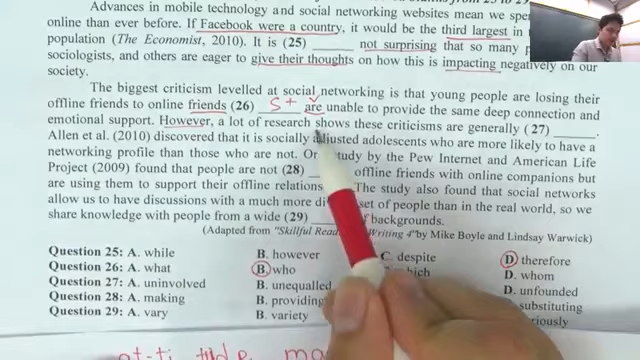 Advances in mobile technology and social networking websites mean we spen
online than ever before. If Facebook were a country, it would be the third largest in
population (The Economist, 2010). It is (25) ______ not surprising that so many p
sociologists, and others are eager to give their thoughts on how this is impacting negatively on our
society.
The biggest criticism levelled at social networking is that young people are losing their
offline friends to online friends (26) ______ S+ are unable to provide the same deep connection and
emotional support. However, a lot of research shows these criticisms are generally (27) ______.
Allen et al. (2010) discovered that it is socially adjusted adolescents who are more likely to have a
networking profile than those who are not. study by the Pew Internet and American Life
Project (2009) found that people are not (28) offline friends with online companions but
are using them to support their offline The study also found that social networks
allow us to have discussions with a much more set of people than in the real world, so we
share knowledge with people from a wide (29) ______ of backgrounds.
(Adapted from "Skillful Writing 4" by Mike Boyle and Lindsay Warwick)
Question 25: A. while B. however C. despite D. therefore
Question 26: A. what B. who D. whom
Question 27: A. uninvolved B. unequalled D. unfounded
Question 28: A. making B. providing substituting
Question 29: A. vary B. variety